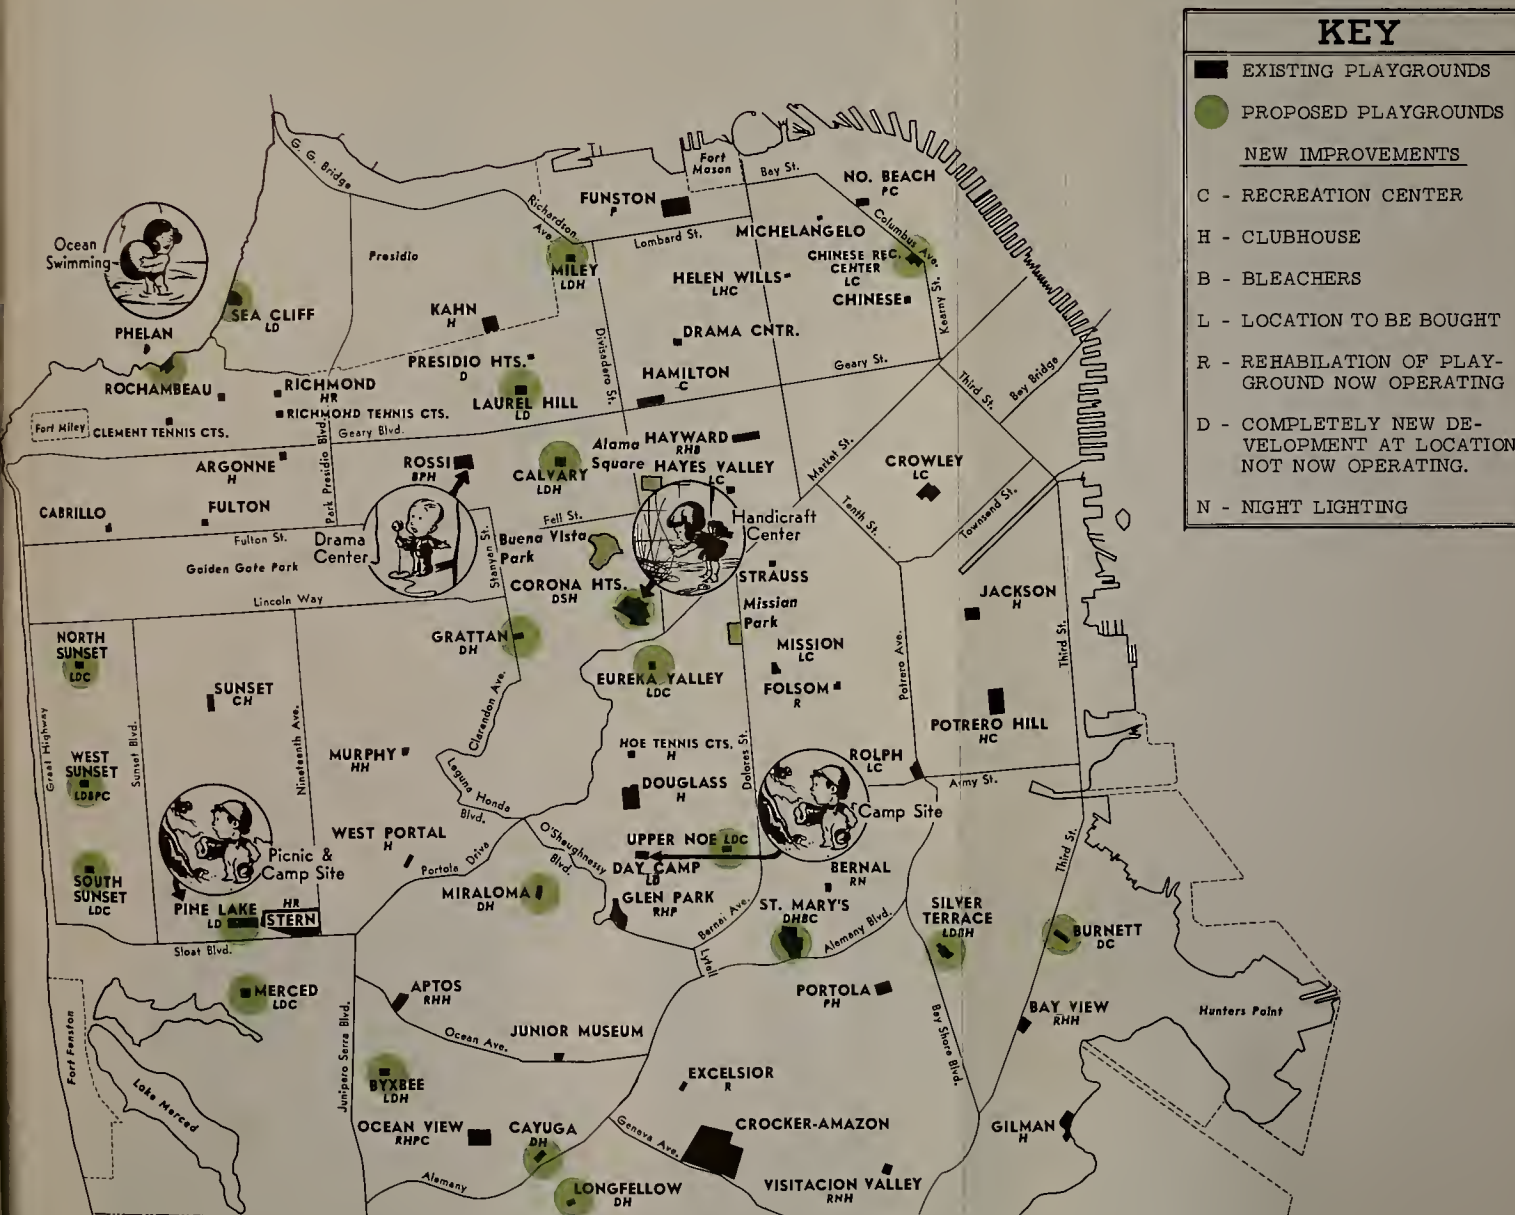 KEY
EXISTING PLAYGROUNDS
PROPOSED PLAYGROUNDS
NEW IMPROVEMENTS
C - RECREATION CENTER
H - CLUBHOUSE
B - BLEACHERS
L - LOCATION TO BE BOUGHT
R - REHABILATION OF PLAY-
GROUND NOW OPERATING
D - COMPLETELY NEW DE-
VELOPMENT AT LOCATION
NOT NOW OPERATING.
N - NIGHT LIGHTING
G. G. Bridge
Fort
Mason
Bay St.
NO. BEACH
PC
FUNSTON
P
Richardson
Ave.
Lombard St.
MICHELANGELO
Columbus Ave.
Ocean
Swimming
Presidio
MILEY
LDH
HELEN WILLS
LHC
CHINESE REC.
CENTER
LC
CHINESE
Kearny St.
SEA CLIFF
LD
KAHN
H
DRAMA CNTR.
Divisadero St.
PHELAN
PRESIDIO HTS.
D
HAMILTON
C
Geary St.
Third St.
Bay Bridge
ROCHAMBEAU
RICHMOND
HR
RICHMOND TENNIS CTS.
LAUREL HILL
LD
Fort Miley
CLEMENT TENNIS CTS.
Geary Blvd.
Park Presidio Blvd.
Alamo
Square
HAYWARD
RHB
HAYES VALLEY
LC
Market St.
ARGONNE
H
ROSSI
BPH
CALVARY
LDH
CROWLEY
LC
CABRILLO
FULTON
Fulton St.
Drama
Center
Stanyan St.
Fell St.
Buena Vista
Park
Handicraft
Center
Tenth St.
Townsend St.
Golden Gate Park
Lincoln Way
CORONA HTS.
DSH
STRAUSS
Mission
Park
JACKSON
H
Third St.
NORTH
SUNSET
LDC
GRATTAN
DH
EUREKA VALLEY
LDC
MISSION
LC
FOLSOM
R
Potrero Ave.
SUNSET
CH
Clarendon Ave.
POTRERO HILL
HC
Great Highway
Sunset Blvd.
Nineteenth Ave.
WEST
SUNSET
LDBPC
MURPHY
HH
Laguna Honda
Blvd.
HOE TENNIS CTS.
H
Dolores St.
DOUGLASS
H
ROLPH
LC
Army St.
Camp Site
Picnic &
Camp Site
WEST PORTAL
H
Portola Drive
O'Shaughnessy
Blvd.
UPPER NOE LDC
DAY CAMP
LD
BERNAL
RN
Third St.
SOUTH
SUNSET
LDC
PINE LAKE
LD
HR
STERN
MIRALOMA
DH
GLEN PARK
RHP
Bernal Ave.
ST. MARY'S
DHBC
Alemany Blvd.
SILVER
TERRACE
LDBH
BURNETT
DC
Sloat Blvd.
Lytell
MERCED
LDC
APTOS
RHH
PORTOLA
PH
BAY VIEW
RHH
Hunters Point
Fort Fenston
Lake Merced
Junipero Serra Blvd.
Ocean Ave.
JUNIOR MUSEUM
Bay Shore Blvd.
BYXBEE
LDH
EXCELSIOR
R
OCEAN VIEW
RHPC
CAYUGA
DH
Geneva Ave.
CROCKER-AMAZON
GILMAN
H
Alemany
LONGFELLOW
DH
VISITACION VALLEY
RNH